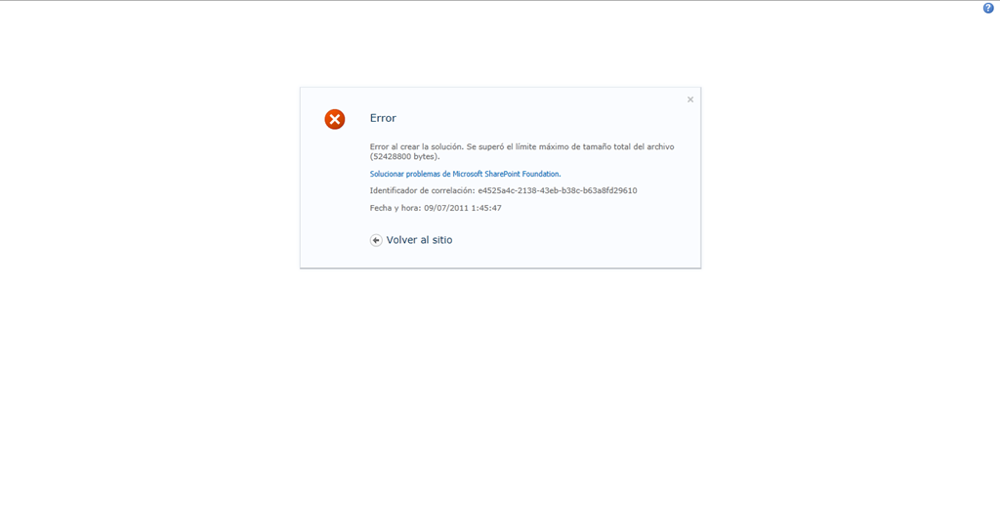 Error
Error al crear la solución. Se superó el límite máximo de tamaño total del archivo
(52428800 bytes).
Solucionar problemas de Microsoft SharePoint Foundation.
Identificador de correlación: e4525a4c-2138-43eb-b38c-b63a8fd29610
Fecha y hora: 09/07/2011 1:45:47
Volver al sitio